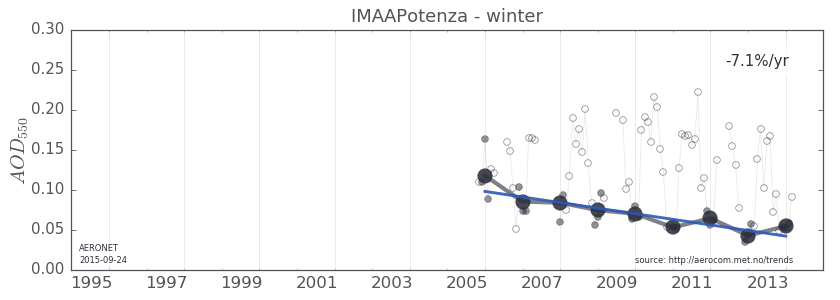 IMAAPotenza - winter
0.30
0.25
0.20
0.15
0.10
0.05
0.00
AOD550
-7.1%/yr
AERONET
2015-09-24
source: http://aerocom.met.no/trends
1995 1997 1999 2001 2003 2005 2007 2009 2011 2013